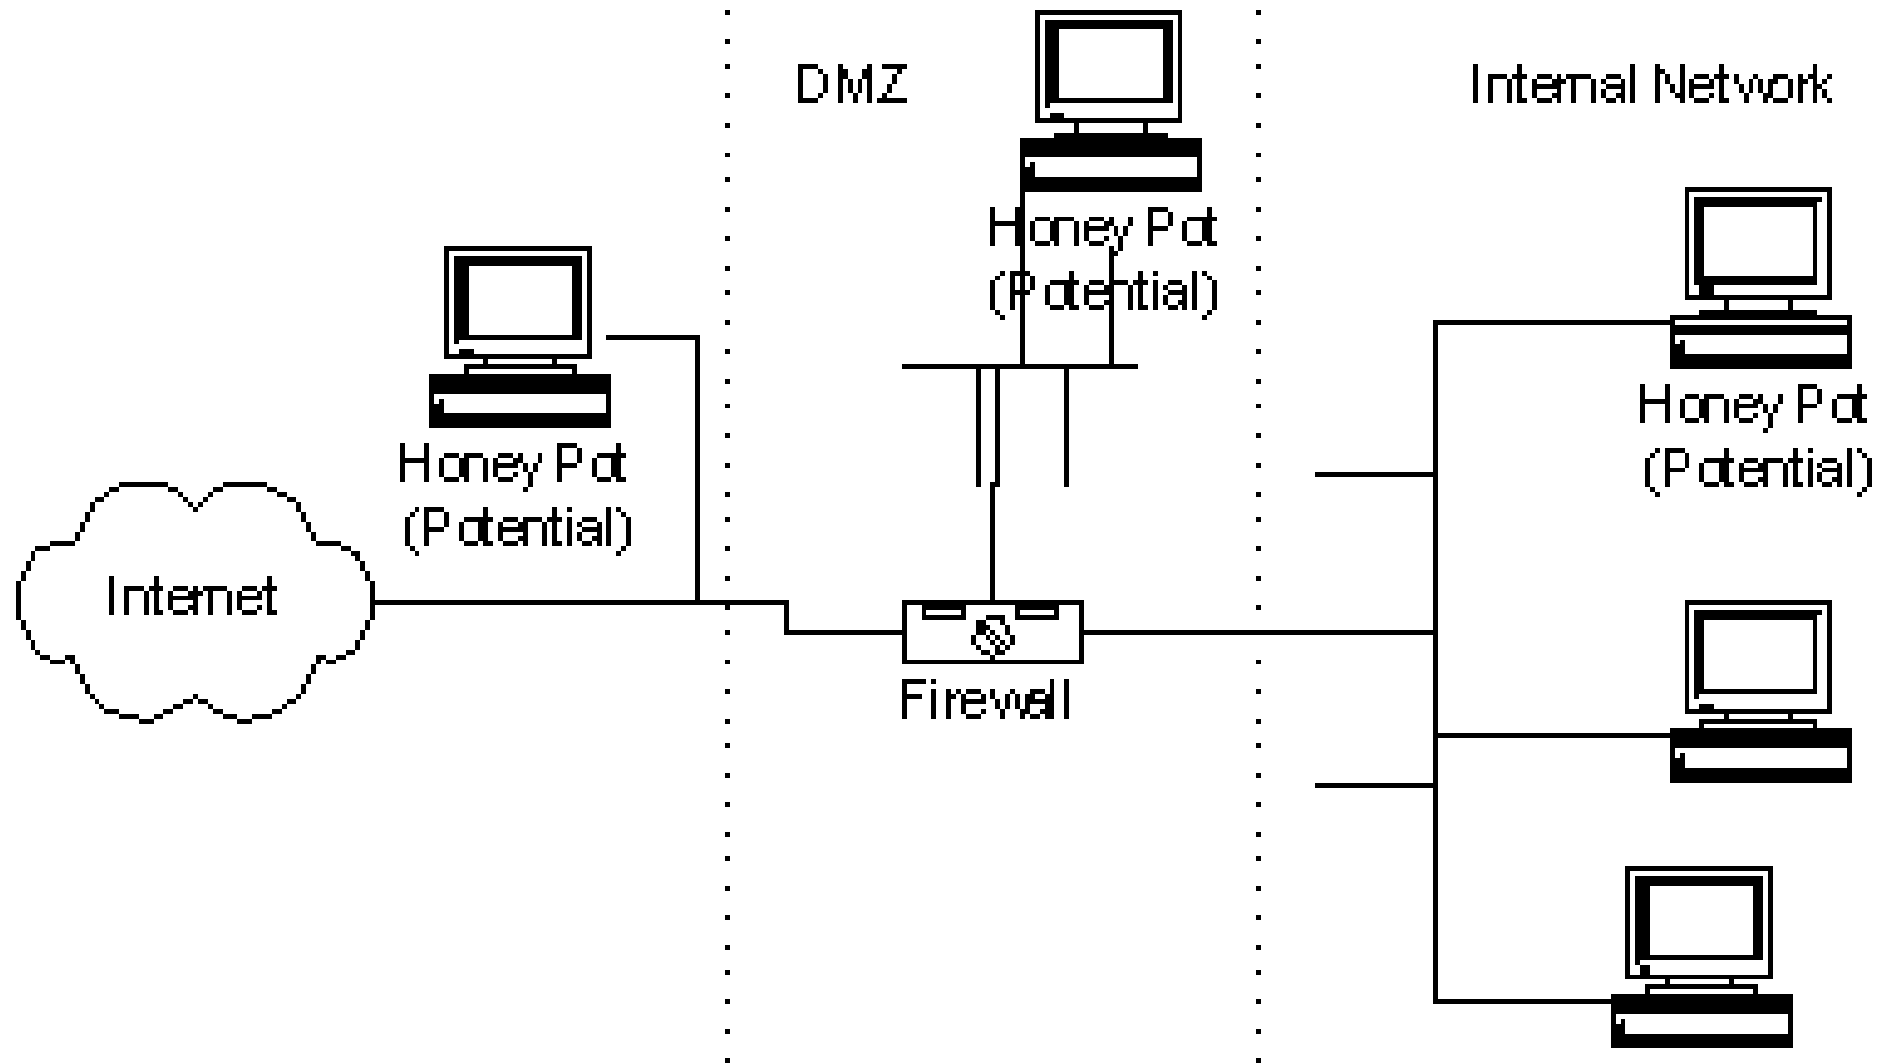 DMZ
Internal Network
Honey Pot
(Potential)
Honey Pot
(Potential)
Honey Pot
(Potential)
Internet
Firewall